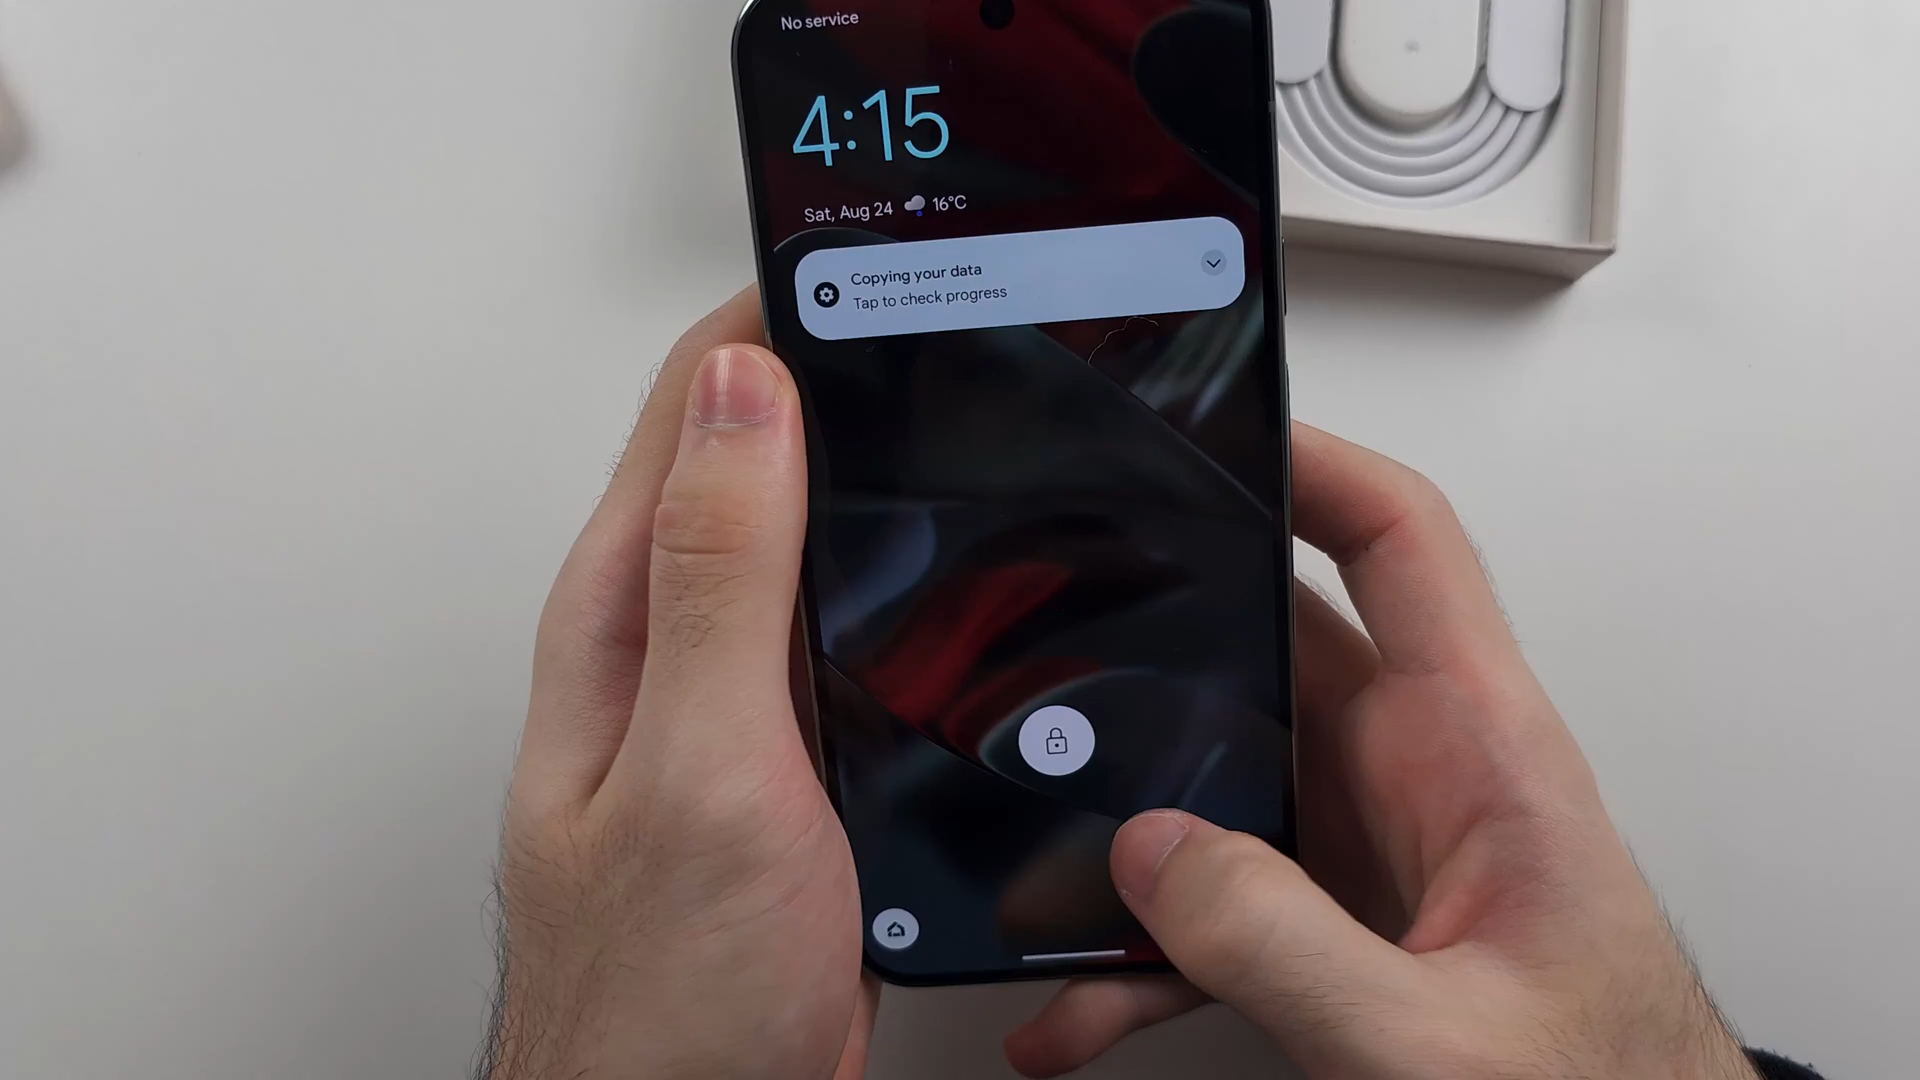 No service
4:15
Sat, Aug 24 16°C
Copying your data
Tap to check progress